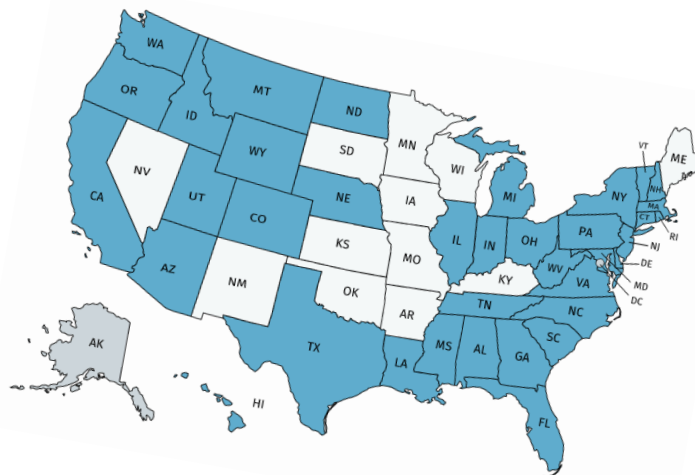 WA
MT
ND
OR
ID
MN
VT
ME
SD
WI
WY
NH
NV
MI
NY
MA
IA
NE
CT
RI
CA
UT
PA
CO
IL
IN
OH
NJ
KS
MO
WV
DE
KY
VA
MD
AZ
NM
OK
DC
TN
NC
AR
SC
AK
TX
MS
AL
GA
LA
HI
FL